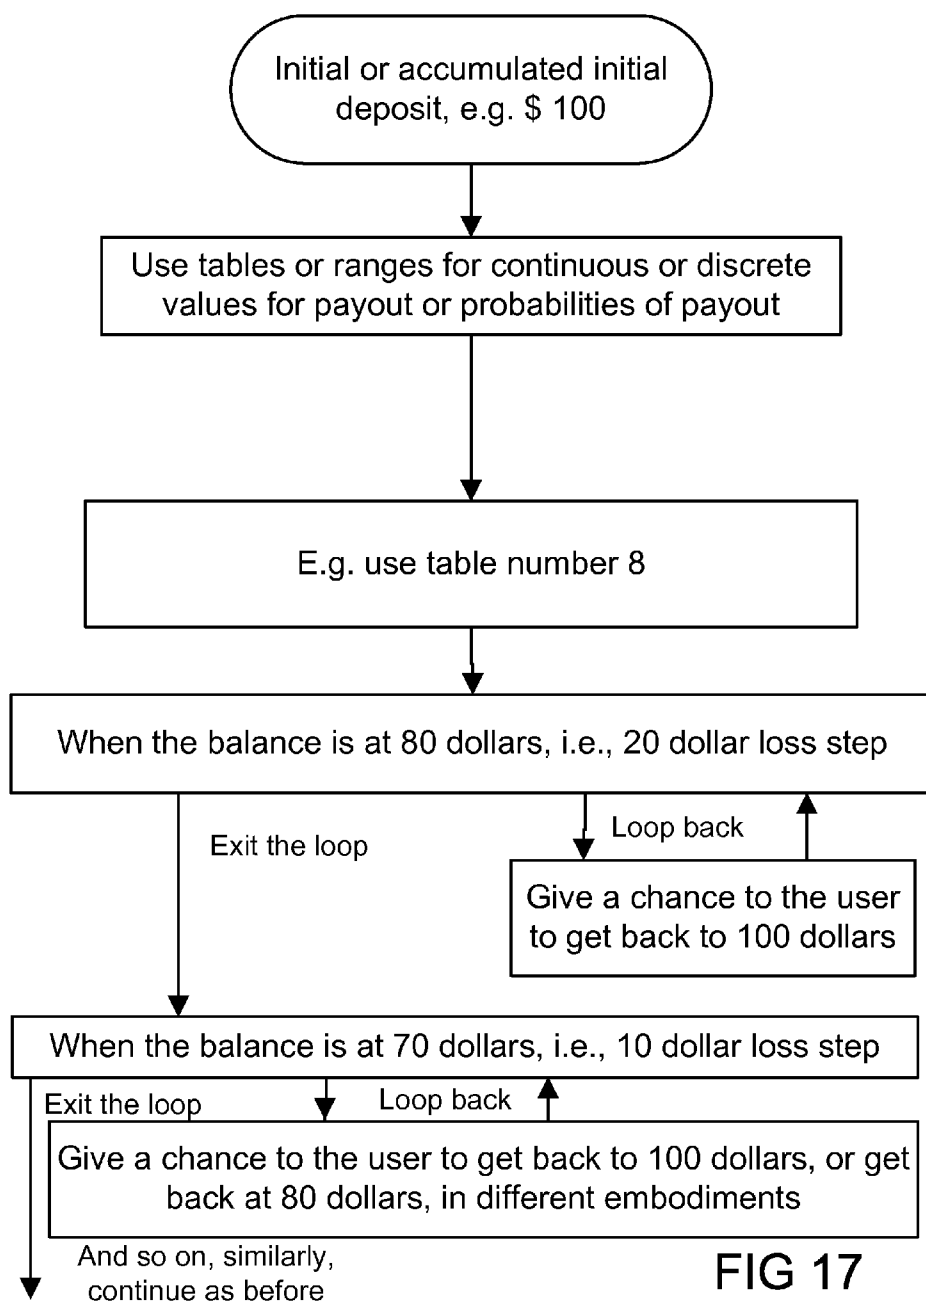 Initial or accumulated initial
deposit, e.g. $ 100
Use tables or ranges for continuous or discrete
values for payout or probabilities of payout
E.g. use table number 8
When the balance is at 80 dollars, i.e., 20 dollar loss step
Exit the loop
Loop back
Give a chance to the user
to get back to 100 dollars
When the balance is at 70 dollars, i.e., 10 dollar loss step
Exit the loop
Loop back
Give a chance to the user to get back to 100 dollars, or get
back at 80 dollars, in different embodiments
And so on, similarly,
continue as before
FIG 17